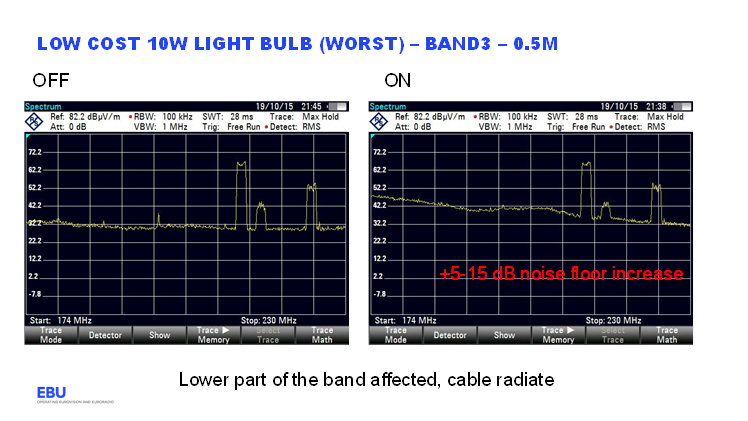 LOW COST 10W LIGHT BULB (WORST) – BAND3 – 0.5M
OFF
ON
Spectrum 19/10/15 21:45
Ref: 82.2 dBµV/m • RBW: 100 kHz SWT: 28 ms Trace: Max Hold
Att: 0 dB VBW: 1 MHz Trig: Free Run • Detect: RMS
72.2
62.2
52.2
42.2
32.2
22.2
12.2
2.2
-7.8
Start: 174 MHz Stop: 230 MHz
Trace Mode
Detector
Show
Trace ► Memory
Select Trace
Trace Math
Spectrum 19/10/15 21:38
Ref: 82.2 dBµV/m • RBW: 100 kHz SWT: 28 ms Trace: Max Hold
Att: 0 dB VBW: 1 MHz Trig: Free Run • Detect: RMS
72.2
62.2
52.2
42.2
32.2
22.2
12.2
2.2
-7.8
+5-15 dB noise floor increase
Start: 174 MHz Stop: 230 MHz
Trace Mode
Detector
Show
Trace ► Memory
Select Trace
Trace Math
Lower part of the band affected, cable radiate
EBU
OPERATING EUROVISION AND EURORADIO